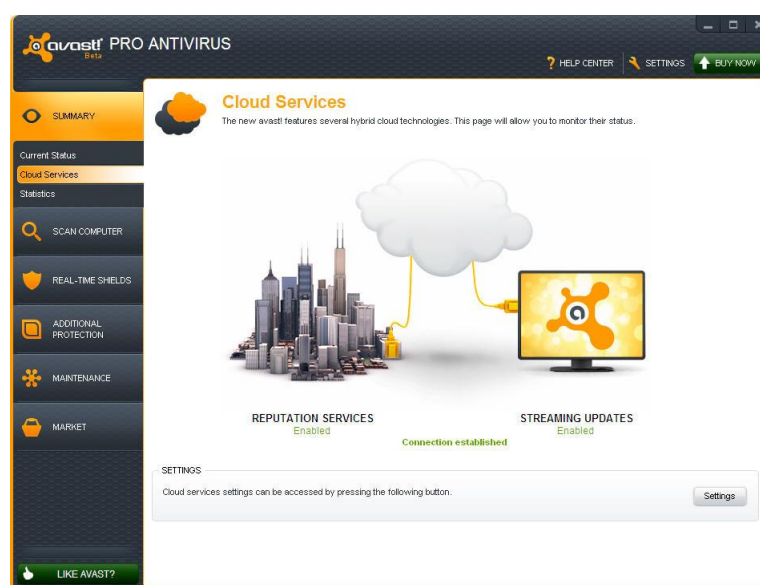 avast! PRO ANTIVIRUS
Beta
HELP CENTER
SETTINGS
BUY NOW
SUMMARY
Current Status
Cloud Services
Statistics
SCAN COMPUTER
REAL-TIME SHIELDS
ADDITIONAL
PROTECTION
MAINTENANCE
MARKET
LIKE AVAST?
Cloud Services
The new avast! features several hybrid cloud technologies. This page will allow you to monitor their status.
REPUTATION SERVICES
Enabled
STREAMING UPDATES
Enabled
Connection established
SETTINGS
Cloud services settings can be accessed by pressing the following button.
Settings